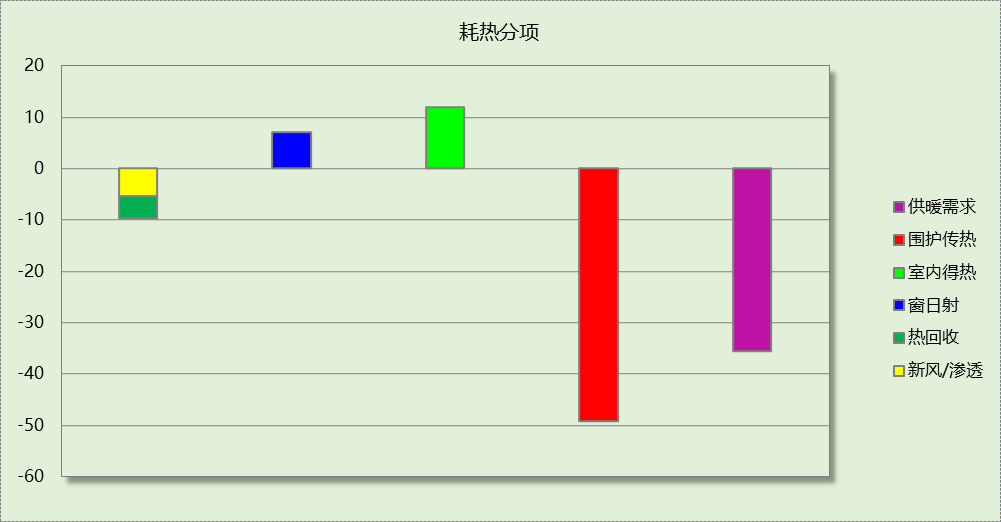 耗热分项
20
10
0
-10
-20
-30
-40
-50
-60
供暖需求
围护传热
室内得热
窗日射
热回收
新风/渗透